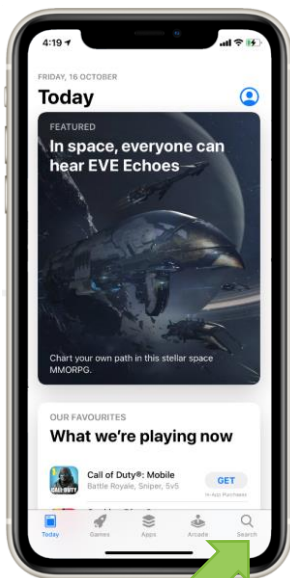 4:19
FRIDAY, 16 OCTOBER
Today
FEATURED
In space, everyone can
hear EVE Echoes
Chart your own path in this stellar space
MMORPG.
OUR FAVOURITES
What we're playing now
Call of Duty®: Mobile
Battle Royale, Sniper, 5v5
GET
In-App Purchases
Today Games Apps Arcade Search